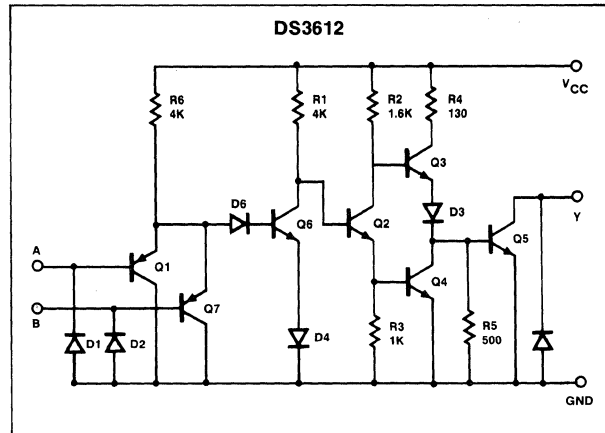 DS3612
VCC
R6
4K
R1
4K
R2
1.6K
R4
130
Q3
D6
Q6
Q2
D3
Y
Q5
A
Q1
Q4
B
Q7
D1
D2
D4
R3
1K
R5
500
GND